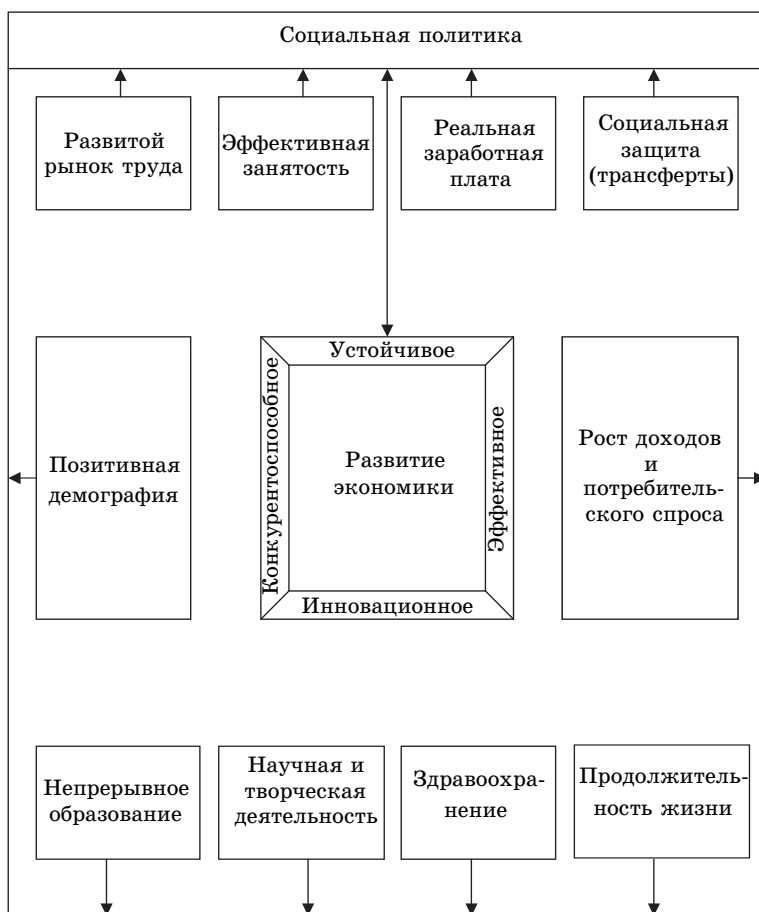 Социальная политика
Развитой
рынок труда
Эффективная
занятость
Реальная
заработная
плата
Социальная
защита
(трансферты)
Позитивная
демография
Устойчивое
Конкурентоспособное
Развитие
экономики
Эффективное
Инновационное
Рост доходов
и
потребитель-
ского спроса
Непрерывное
образование
Научная и
творческая
деятельность
Здравоохра-
нение
Продолжитель-
ность жизни